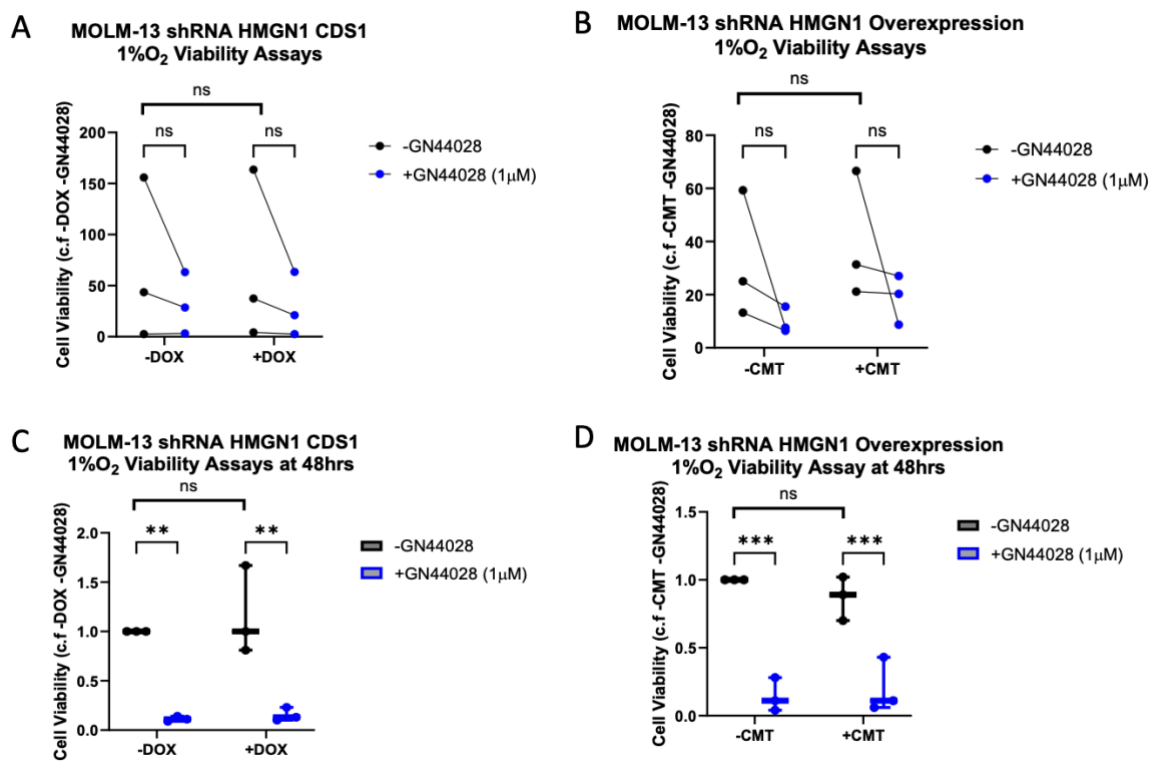 A
MOLM-13 shRNA HMGN1 CDS1
1%O₂ Viability Assays
Cell Viability (c.f -DOX -GN44028)
200
150
100
50
0
ns
ns
ns
-DOX
+DOX
-GN44028
+GN44028 (1μM)
B
MOLM-13 shRNA HMGN1 Overexpression
1%O₂ Viability Assays
Cell Viability (c.f -CMT -GN44028)
80
60
40
20
0
ns
ns
ns
-CMT
+CMT
-GN44028
+GN44028 (1μM)
C
MOLM-13 shRNA HMGN1 CDS1
1%O₂ Viability Assays at 48hrs
Cell Viability (c.f -DOX -GN44028)
2.0
1.5
1.0
0.5
0.0
ns
**
**
-DOX
+DOX
-GN44028
+GN44028 (1μM)
D
MOLM-13 shRNA HMGN1 Overexpression
1%O₂ Viability Assay at 48hrs
Cell Viability (c.f -CMT -GN44028)
1.5
1.0
0.5
0.0
ns
***
***
-CMT
+CMT
-GN44028
+GN44028 (1μM)